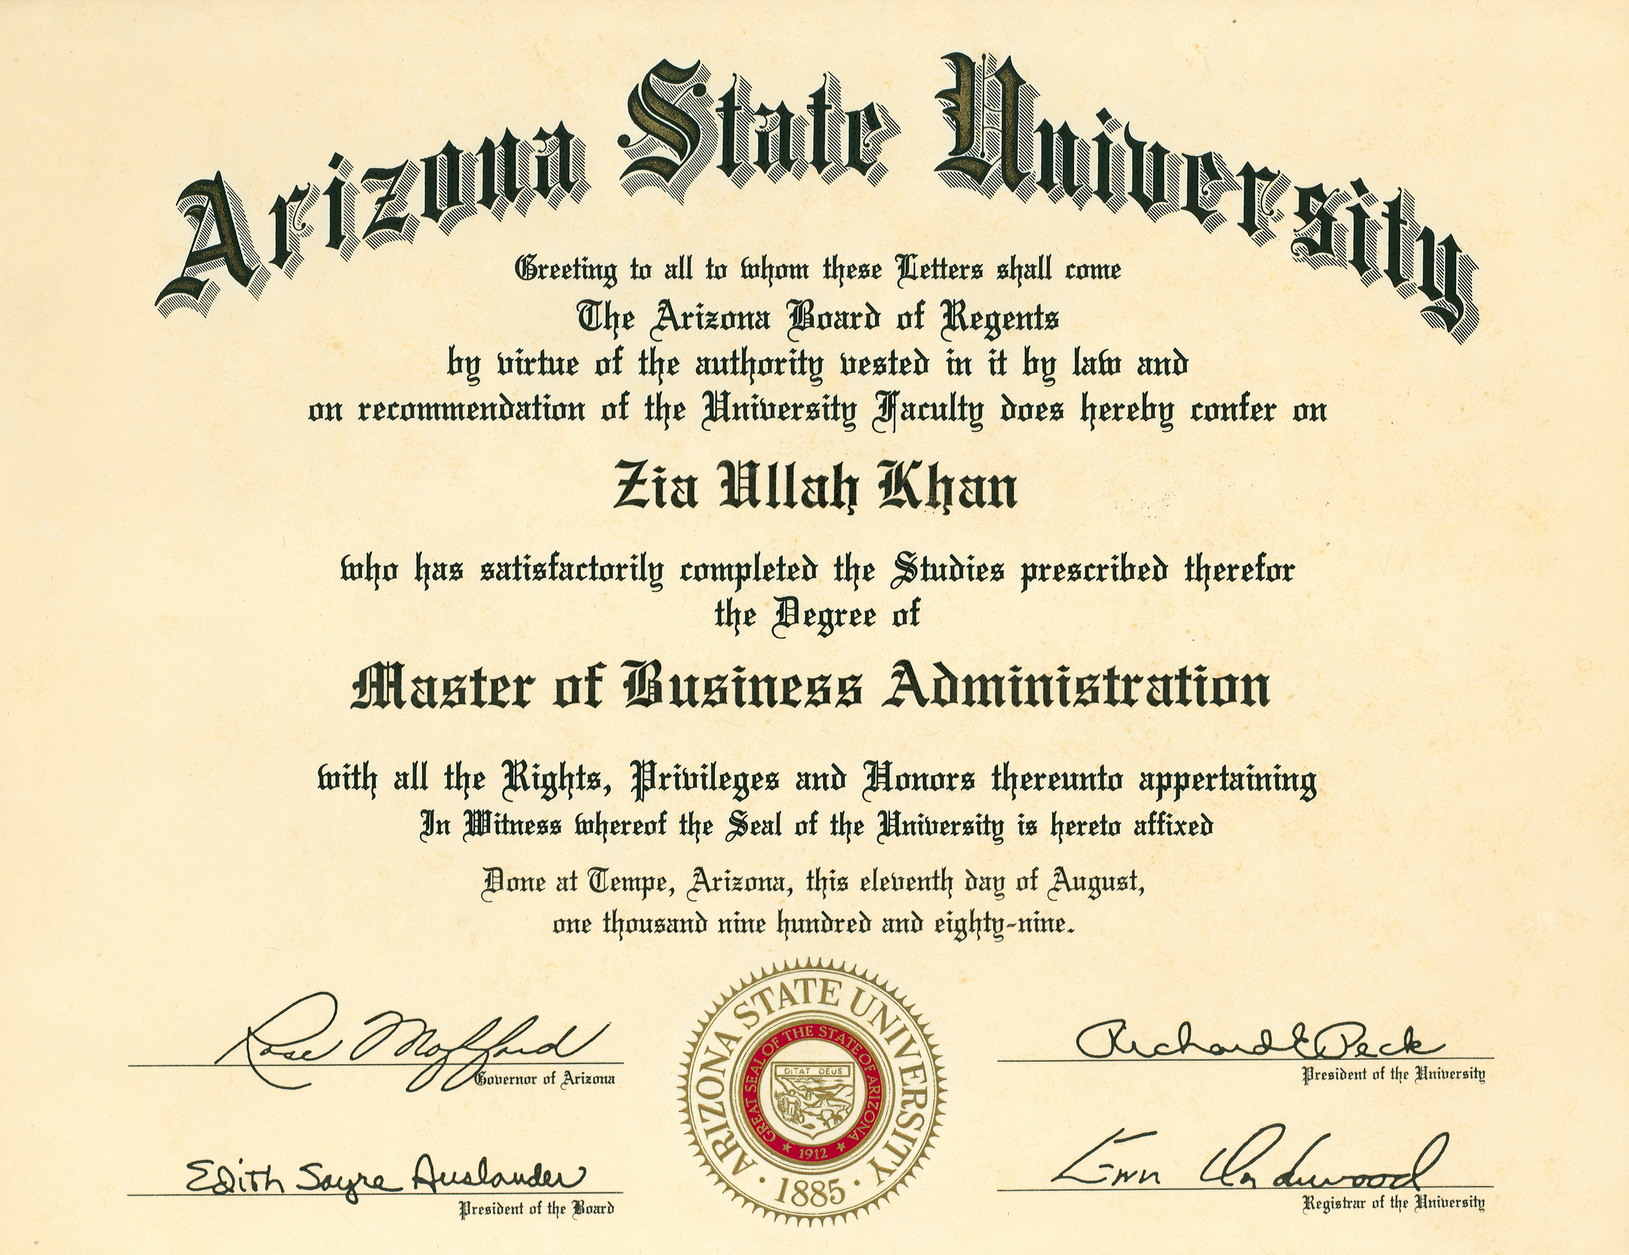 Arizona State University
Greeting to all to whom these Letters shall come
The Arizona Board of Regents
by virtue of the authority vested in it by law and
on recommendation of the University Faculty does hereby confer on
Zia Ullah Khan
who has satisfactorily completed the Studies prescribed therefor
the Degree of
Master of Business Administration
with all the Rights, Privileges and Honors thereunto appertaining
In Witness whereof the Seal of the University is hereto affixed
Done at Tempe, Arizona, this eleventh day of August,
one thousand nine hundred and eighty-nine.
Rose Mofford
Governor of Arizona
Edith Sayre Auslander
President of the Board
ARIZONA STATE UNIVERSITY
GREAT SEAL OF THE STATE OF ARIZONA
DITAT DEUS
1912
1885
Richard E Peck
President of the University
Underwood
Registrar of the University